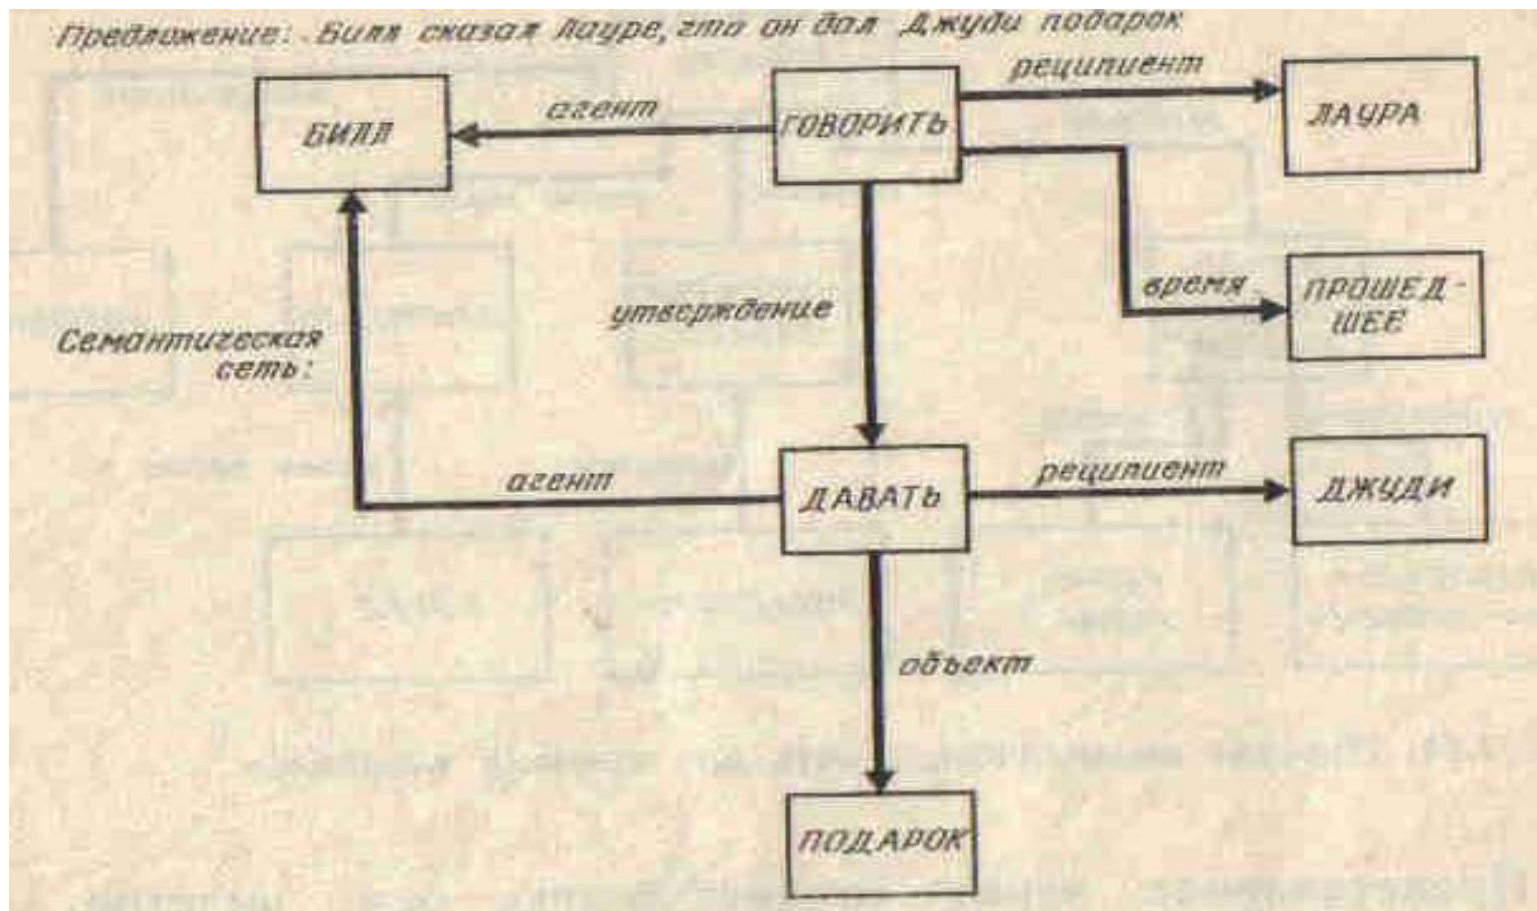 Предложение: Билл сказал Лауре, что он дал Джуди подарок
реципиент
агент
БИЛЛ
ГОВОРИТЬ
ЛАУРА
утверждение
время
ПРОШЕД-
ШЕЕ
Семантическая
сеть:
агент
ДАВАТЬ
реципиент
ДЖУДИ
объект
ПОДАРОК